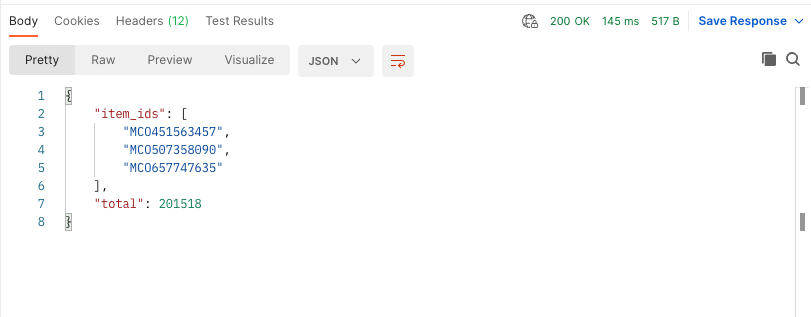 Body Cookies Headers (12) Test Results 200 OK 145 ms 517 B Save Response
Pretty Raw Preview Visualize JSON
1 {
2 "item_ids": [
3 "MCO451563457",
4 "MCO507358090",
5 "MCO657747635"
6 ],
7 "total": 201518
8 }